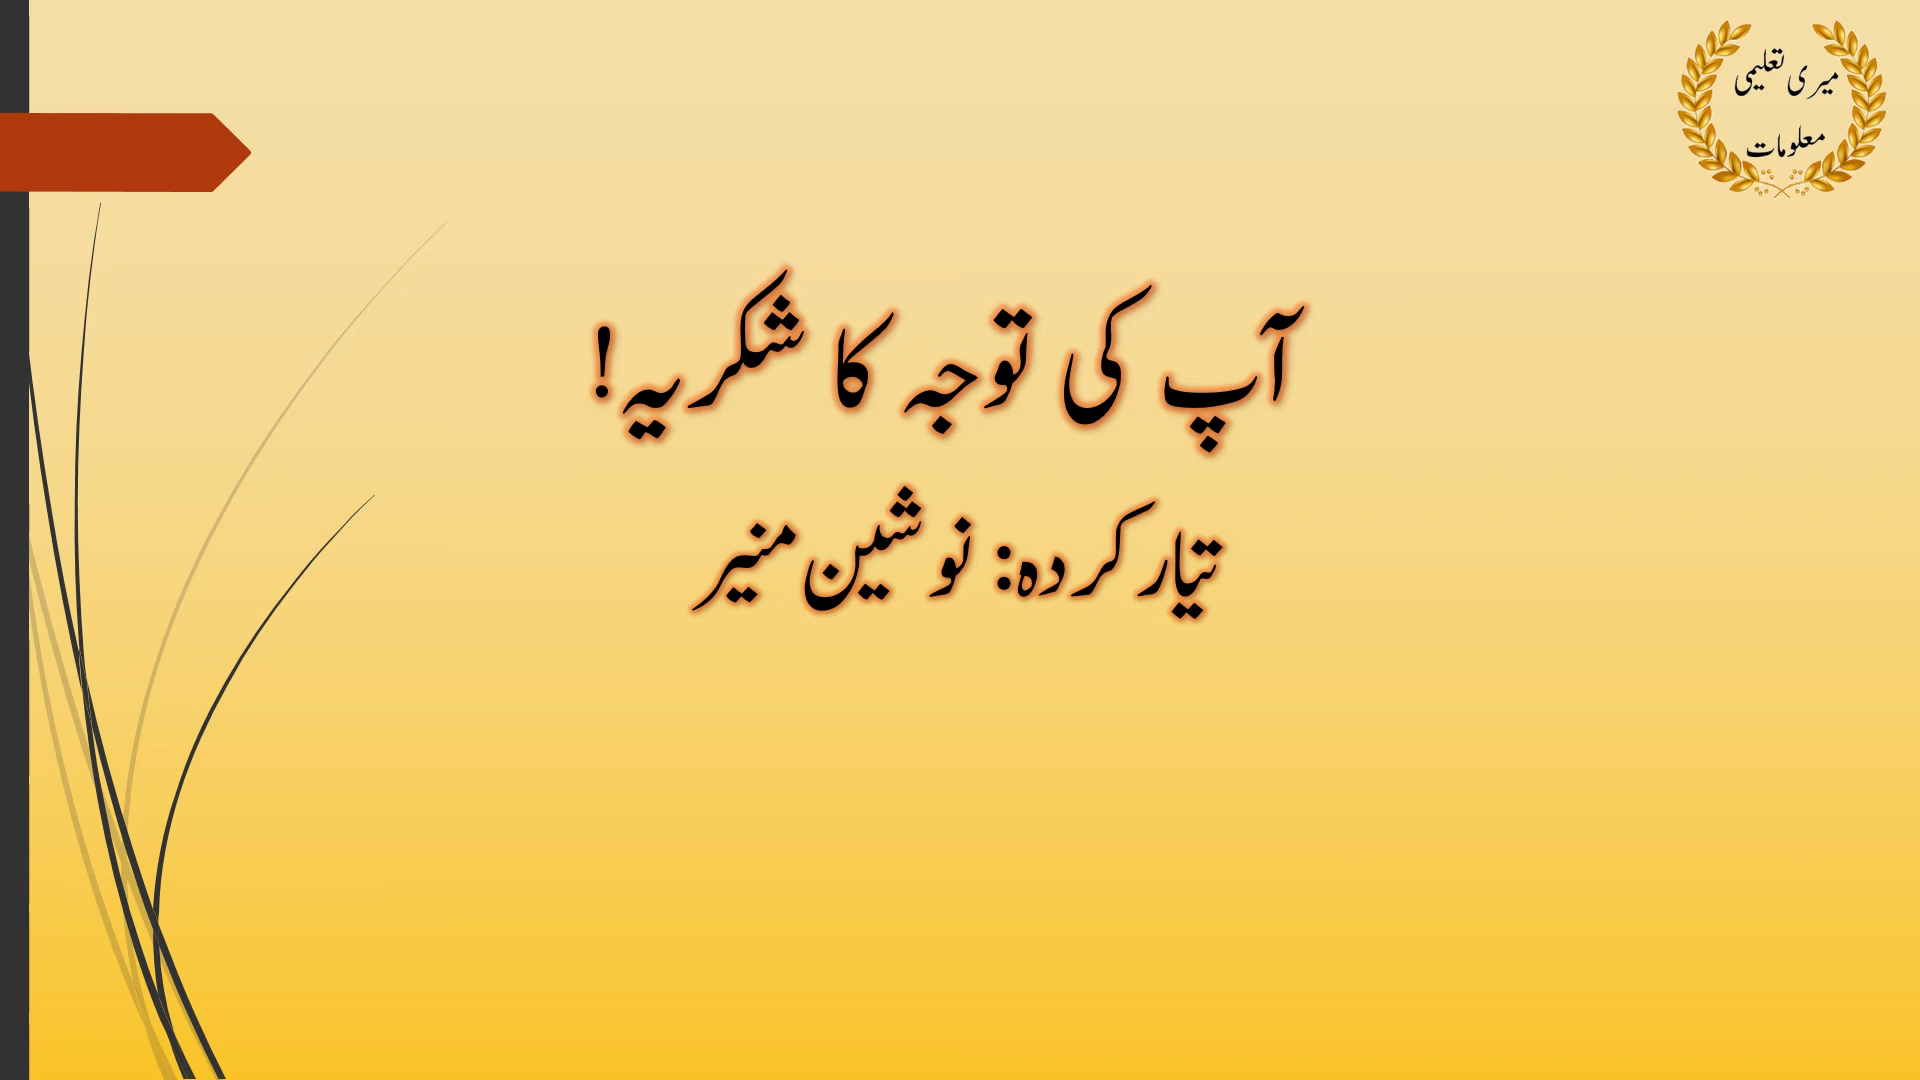 میری تعلیمی
معلومات
آپ کی توجہ کا شکریہ!
تیار کردہ: نوشین منیر